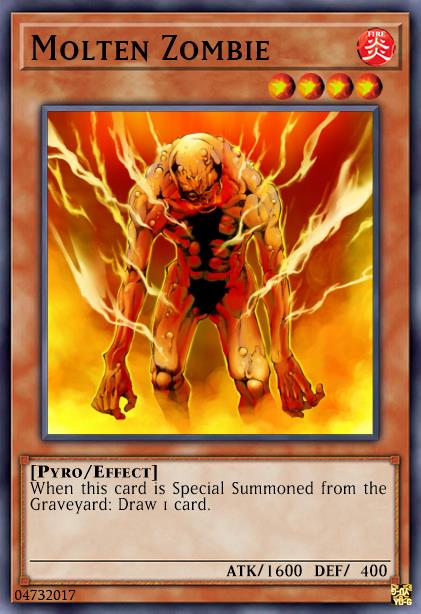 Molten Zombie
FIRE
炎
[Pyro/Effect]
When this card is Special Summoned from the
Graveyard: Draw 1 card.
ATK/1600 DEF/ 400
04732017